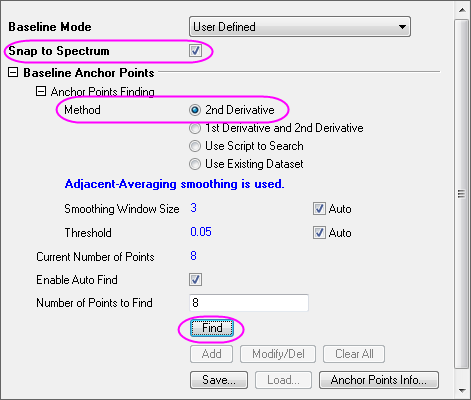 Baseline Mode User Defined
Snap to Spectrum
Baseline Anchor Points
Anchor Points Finding
Method 2nd Derivative
1st Derivative and 2nd Derivative
Use Script to Search
Use Existing Dataset
Adjacent-Averaging smoothing is used.
Smoothing Window Size 3 Auto
Threshold 0.05 Auto
Current Number of Points 8
Enable Auto Find
Number of Points to Find 8
Find
Add Modify/Del Clear All
Save... Load... Anchor Points Info...